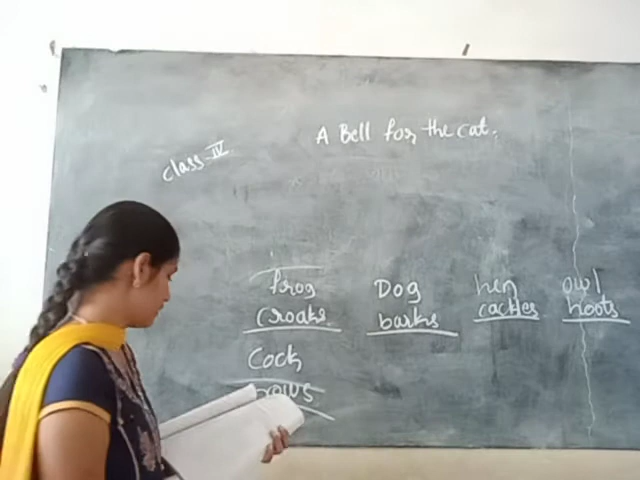 A Bell for the cat.
class-IV
frog Dog hen owl
croaks barks cackles hoots
Cock